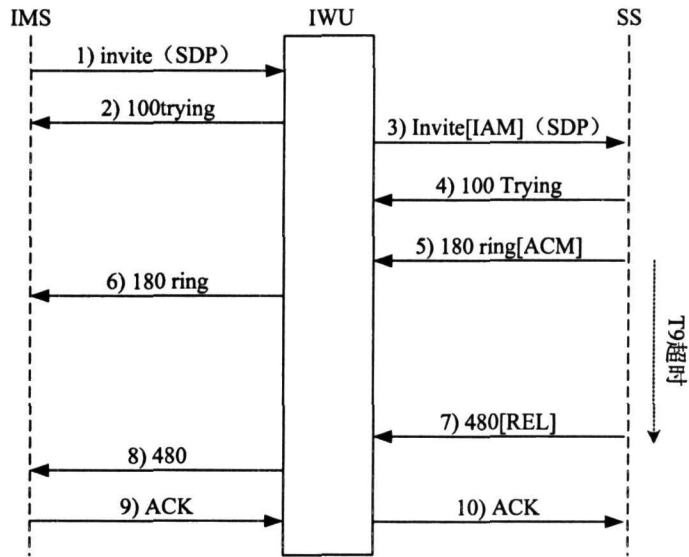 IMS
IWU
SS
1) invite（SDP）
2) 100trying
3) Invite[IAM]（SDP）
4) 100 Trying
5) 180 ring[ACM]
6) 180 ring
T9超时
7) 480[REL]
8) 480
9) ACK
10) ACK